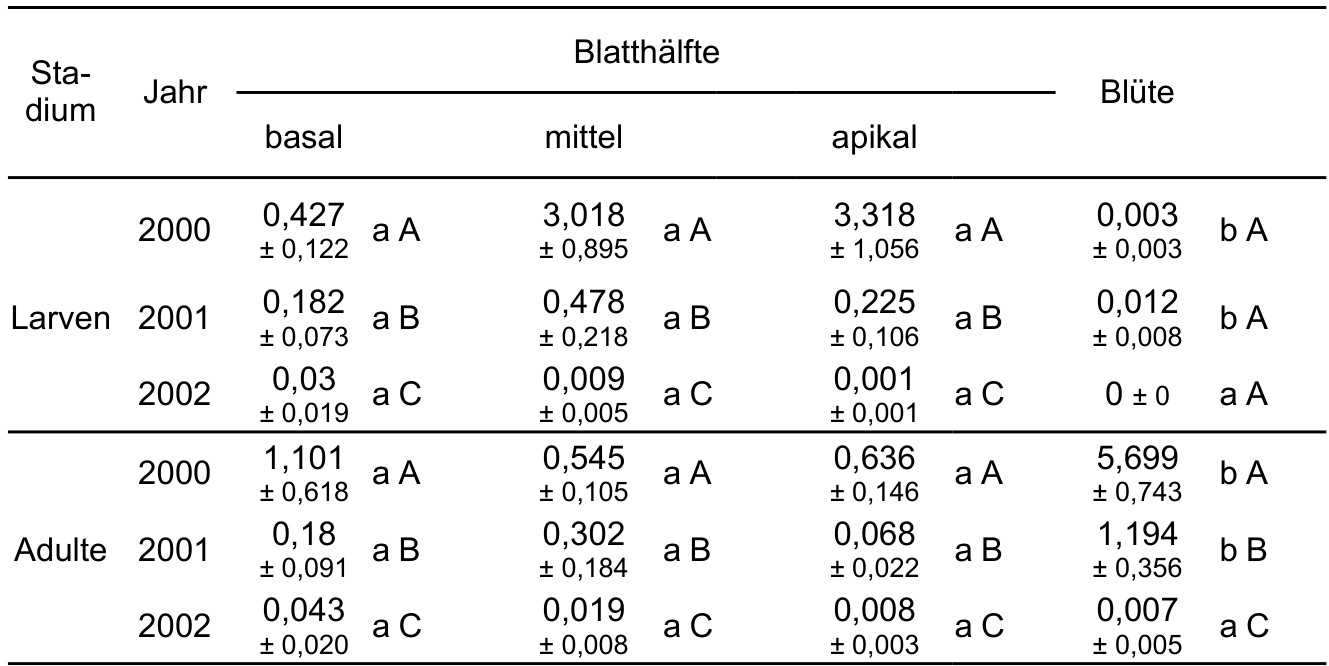 Sta-
dium
Jahr
Blatthälfte
Blüte
basal mittel apikal
2000 0,427 a A 3,018 a A 3,318 a A 0,003 b A
± 0,122 ± 0,895 ± 1,056 ± 0,003
Larven 2001 0,182 a B 0,478 a B 0,225 a B 0,012 b A
± 0,073 ± 0,218 ± 0,106 ± 0,008
2002 0,03 a C 0,009 a C 0,001 a C 0 ± 0 a A
± 0,019 ± 0,005 ± 0,001
2000 1,101 a A 0,545 a A 0,636 a A 5,699 b A
± 0,618 ± 0,105 ± 0,146 ± 0,743
Adulte 2001 0,18 a B 0,302 a B 0,068 a B 1,194 b B
± 0,091 ± 0,184 ± 0,022 ± 0,356
2002 0,043 a C 0,019 a C 0,008 a C 0,007 a C
± 0,020 ± 0,008 ± 0,003 ± 0,005